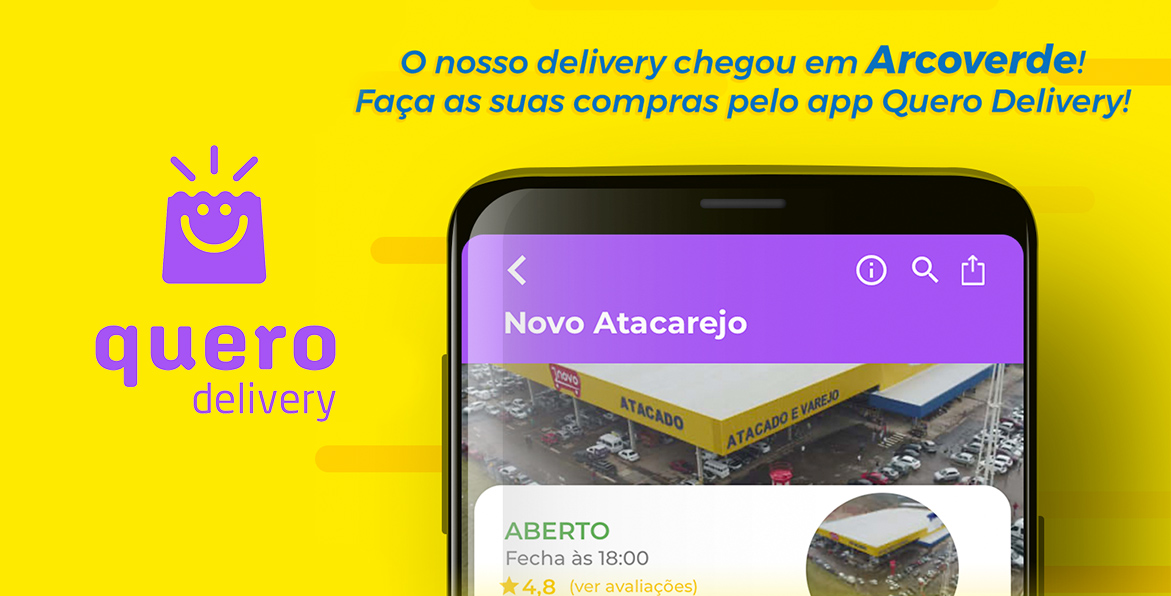 O nosso delivery chegou em Arcoverde!
Faça as suas compras pelo app Quero Delivery!
quero
delivery
Novo Atacarejo
novo
ATACADO
ATACADO E VAREJO
ABERTO
Fecha às 18:00
4,8 (ver avaliações)